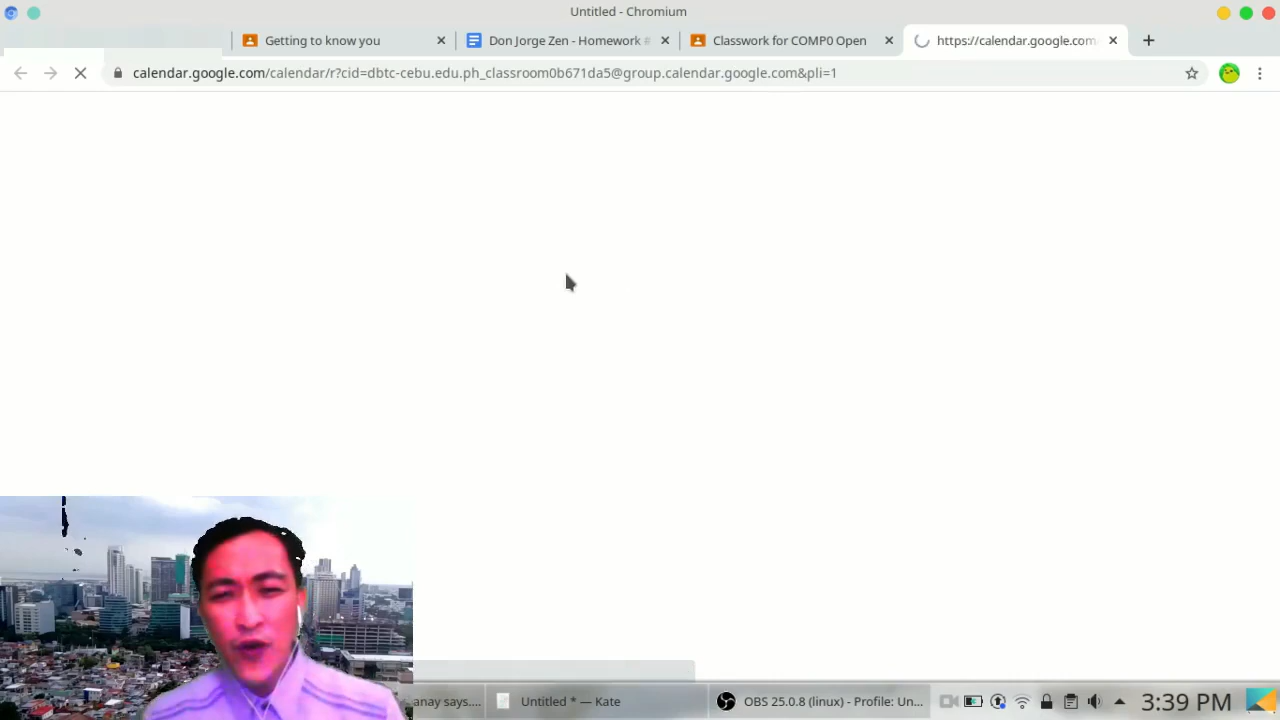 Untitled - Chromium
Getting to know you
Don Jorge Zen - Homework #
Classwork for COMP0 Open
https://calendar.google.com
calendar.google.com/calendar/r?cid=dbtc-cebu.edu.ph_classroom0b671da5@group.calendar.google.com&pli=1
anay says....
Untitled * — Kate
OBS 25.0.8 (linux) - Profile: Un...
3:39 PM